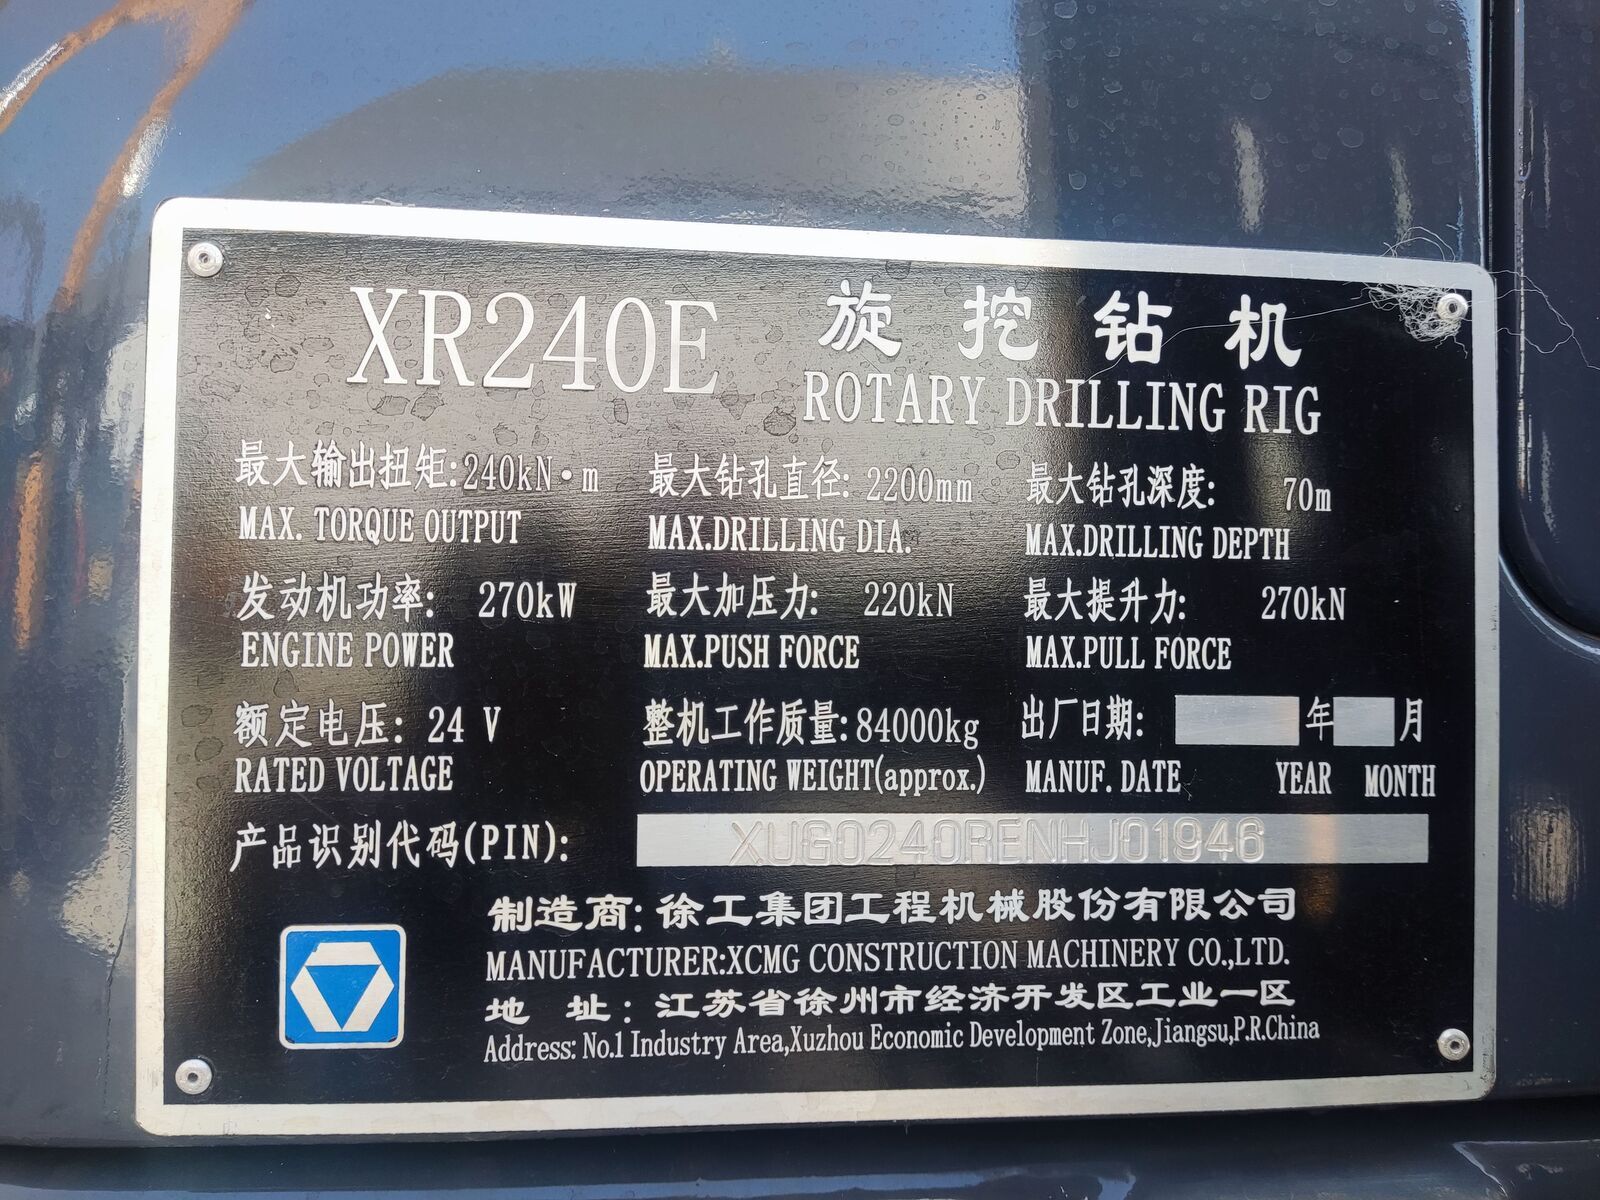 XR240E 旋挖钻机
ROTARY DRILLING RIG
最大输出扭矩:240kN·m 最大钻孔直径: 2200mm 最大钻孔深度: 70m
MAX. TORQUE OUTPUT MAX.DRILLING DIA. MAX.DRILLING DEPTH
发动机功率: 270kW 最大加压力: 220kN 最大提升力: 270kN
ENGINE POWER MAX.PUSH FORCE MAX.PULL FORCE
额定电压: 24 V 整机工作质量:84000kg 出厂日期: 年 月
RATED VOLTAGE OPERATING WEIGHT(approx.) MANUF. DATE YEAR MONTH
产品识别代码(PIN): XUG0240RENHJ01946
制造商: 徐工集团工程机械股份有限公司
MANUFACTURER:XCMG CONSTRUCTION MACHINERY CO.,LTD.
地 址: 江苏省徐州市经济开发区工业一区
Address: No.1 Industry Area,Xuzhou Economic Development Zone,Jiangsu,P.R.China